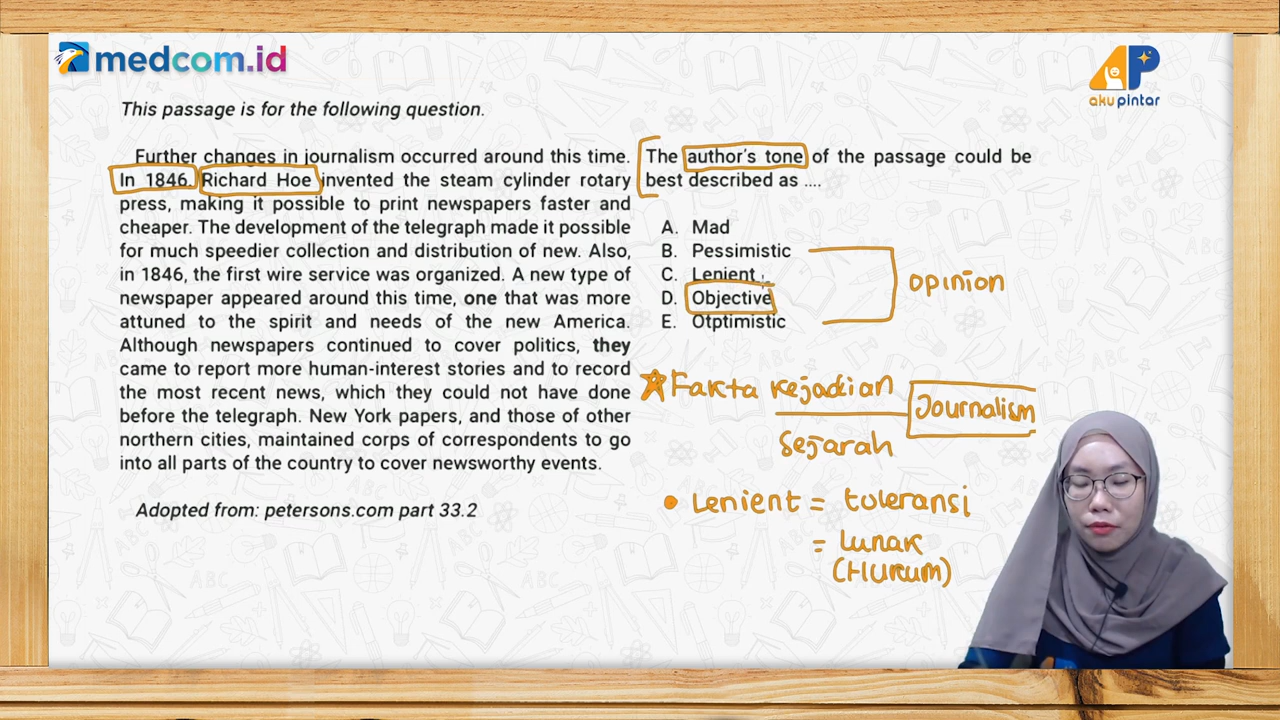 medcom.id
AP
aku pintar
This passage is for the following question.
Further changes in journalism occurred around this time.
In 1846. Richard Hoe invented the steam cylinder rotary
press, making it possible to print newspapers faster and
cheaper. The development of the telegraph made it possible
for much speedier collection and distribution of new. Also,
in 1846, the first wire service was organized. A new type of
newspaper appeared around this time, one that was more
attuned to the spirit and needs of the new America.
Although newspapers continued to cover politics, they
came to report more human-interest stories and to record
the most recent news, which they could not have done
before the telegraph. New York papers, and those of other
northern cities, maintained corps of correspondents to go
into all parts of the country to cover newsworthy events.
Adopted from: petersons.com part 33.2
The author's tone of the passage could be
best described as ....
A. Mad
B. Pessimistic
C. Lenient
D. Objective
E. Otptimistic
opinion
Fakta Kejadian
Journalism
Sejarah
Lenient = toleransi
= Lunak
(Hukum)